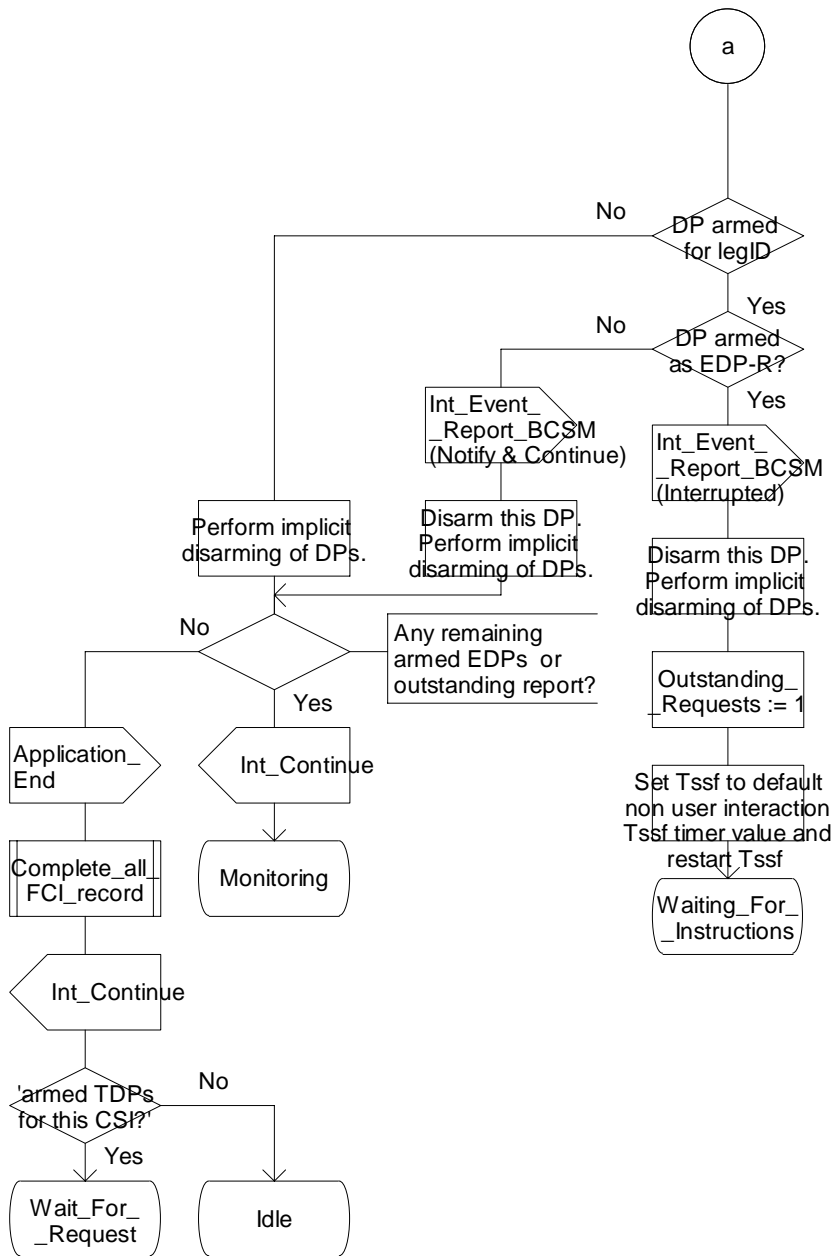 a
No
DP armed
for legID
Yes
No
DP armed
as EDP-R?
Yes
Int_Event_
_Report_BCSM
(Notify & Continue)
Int_Event_
_Report_BCSM
(Interrupted)
Perform implicit
disarming of DPs.
Disarm this DP.
Perform implicit
disarming of DPs.
Disarm this DP.
Perform implicit
disarming of DPs.
No
Any remaining
armed EDPs or
outstanding report?
Yes
Outstanding_
_Requests := 1
Application_
End
Int_Continue
Set Tssf to default
non user interaction
Tssf timer value and
restart Tssf
Complete_all_
FCI_record
Monitoring
Waiting_For_
_Instructions
Int_Continue
'armed TDPs
for this CSI?'
No
Yes
Wait_For_
_Request
Idle